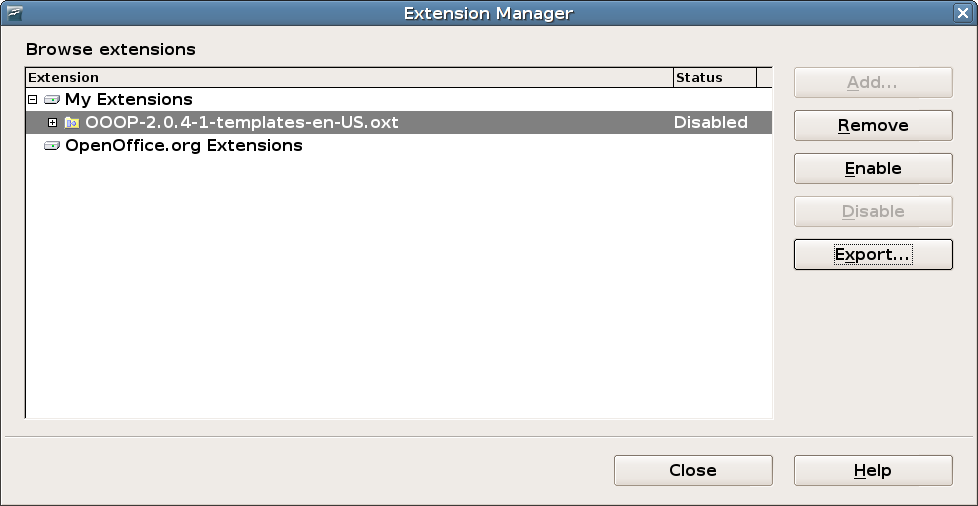 Extension Manager
Browse extensions
Extension Status
My Extensions
OOOP-2.0.4-1-templates-en-US.oxt Disabled
OpenOffice.org Extensions
Add...
Remove
Enable
Disable
Export...
Close Help